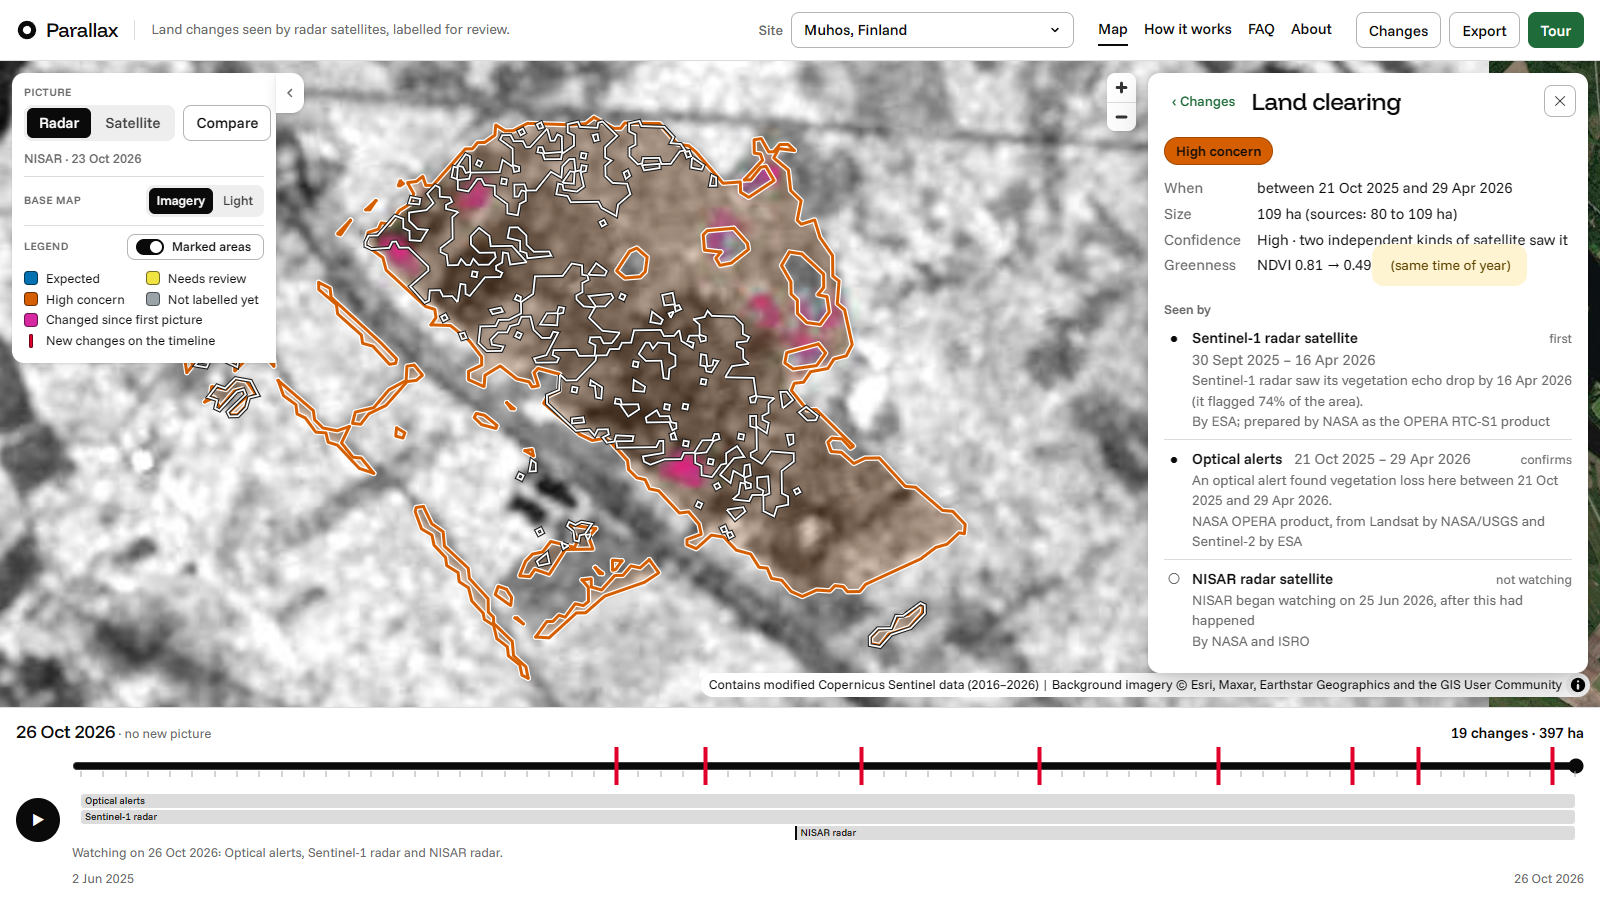 Parallax
Land changes seen by radar satellites, labelled for review.
Site
Muhos, Finland
Map
How it works
FAQ
About
Changes
Export
Tour
PICTURE
Radar
Satellite
Compare
NISAR · 23 Oct 2026
BASE MAP
Imagery
Light
LEGEND
Marked areas
Expected
Needs review
High concern
Not labelled yet
Changed since first picture
New changes on the timeline
+
−
‹ Changes
Land clearing
High concern
When between 21 Oct 2025 and 29 Apr 2026
Size 109 ha (sources: 80 to 109 ha)
Confidence High · two independent kinds of satellite saw it
Greenness NDVI 0.81 → 0.49 (same time of year)
Seen by
Sentinel-1 radar satellite first
30 Sept 2025 – 16 Apr 2026
Sentinel-1 radar saw its vegetation echo drop by 16 Apr 2026
(it flagged 74% of the area).
By ESA; prepared by NASA as the OPERA RTC-S1 product
Optical alerts 21 Oct 2025 – 29 Apr 2026 confirms
An optical alert found vegetation loss here between 21 Oct
2025 and 29 Apr 2026.
NASA OPERA product, from Landsat by NASA/USGS and
Sentinel-2 by ESA
NISAR radar satellite not watching
NISAR began watching on 25 Jun 2026, after this had
happened
By NASA and ISRO
Contains modified Copernicus Sentinel data (2016–2026) | Background imagery © Esri, Maxar, Earthstar Geographics and the GIS User Community
26 Oct 2026 · no new picture
19 changes · 397 ha
Optical alerts
Sentinel-1 radar
NISAR radar
Watching on 26 Oct 2026: Optical alerts, Sentinel-1 radar and NISAR radar.
2 Jun 2025
26 Oct 2026